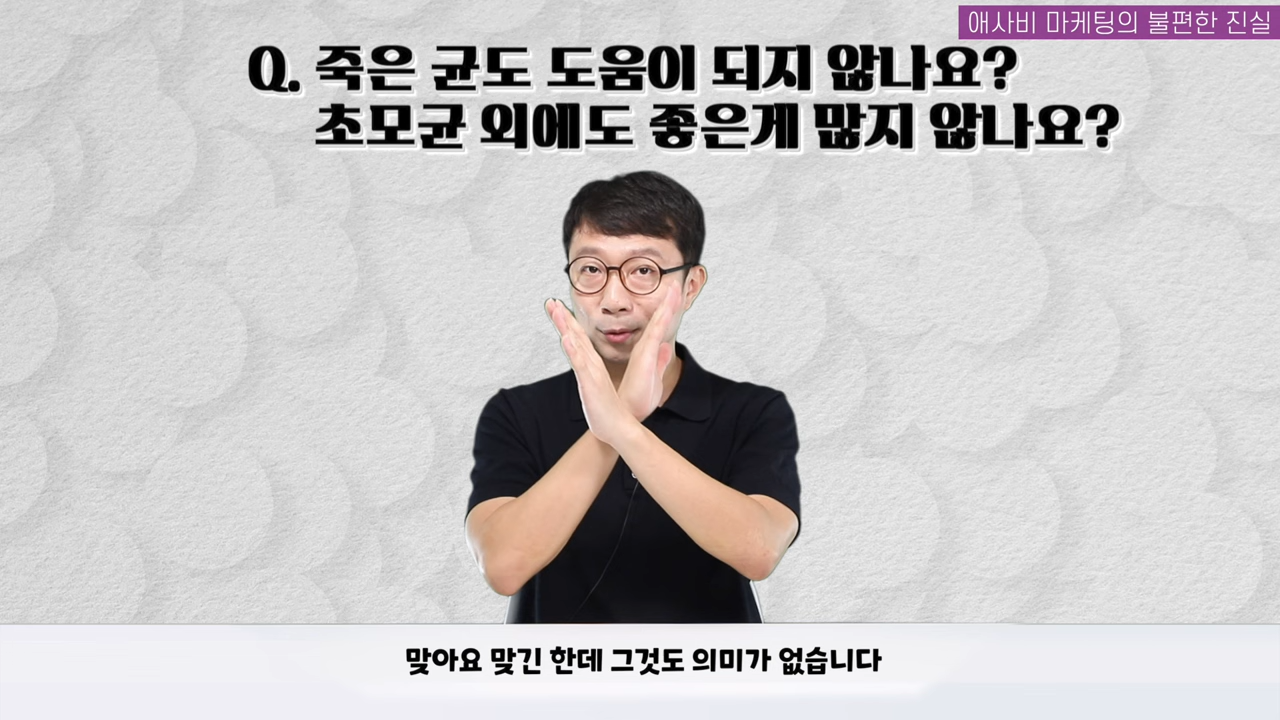 애사비 마케팅의 불편한 진실
Q. 죽은 균도 도움이 되지 않나요?
초모균 외에도 좋은게 많지 않나요?
맞아요 맞긴 한데 그것도 의미가 없습니다